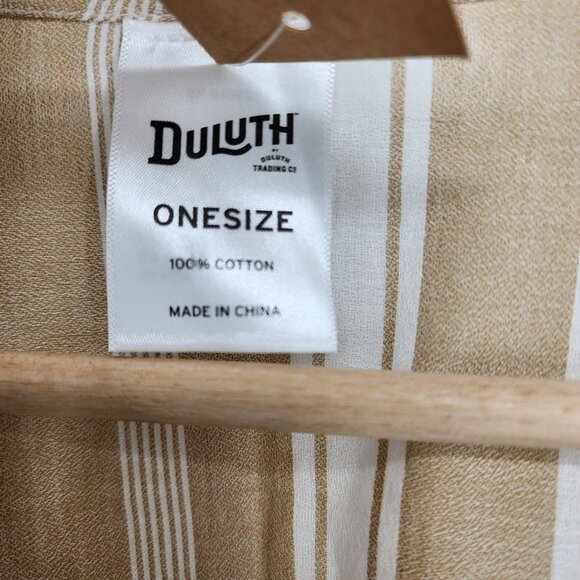 DULUTH
BY
DULUTH
TRADING CO
ONESIZE
100% COTTON
MADE IN CHINA